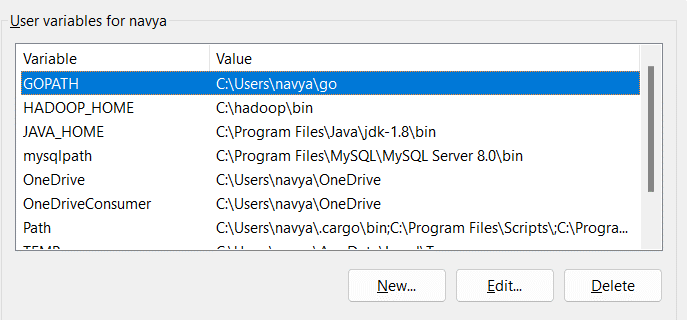 User variables for navya
Variable Value
GOPATH C:\Users\navya\go
HADOOP_HOME C:\hadoop\bin
JAVA_HOME C:\Program Files\Java\jdk-1.8\bin
mysqlpath C:\Program Files\MySQL\MySQL Server 8.0\bin
OneDrive C:\Users\navya\OneDrive
OneDriveConsumer C:\Users\navya\OneDrive
Path C:\Users\navya\.cargo\bin;C:\Program Files\Scripts\;C:\Progra...
New... Edit... Delete